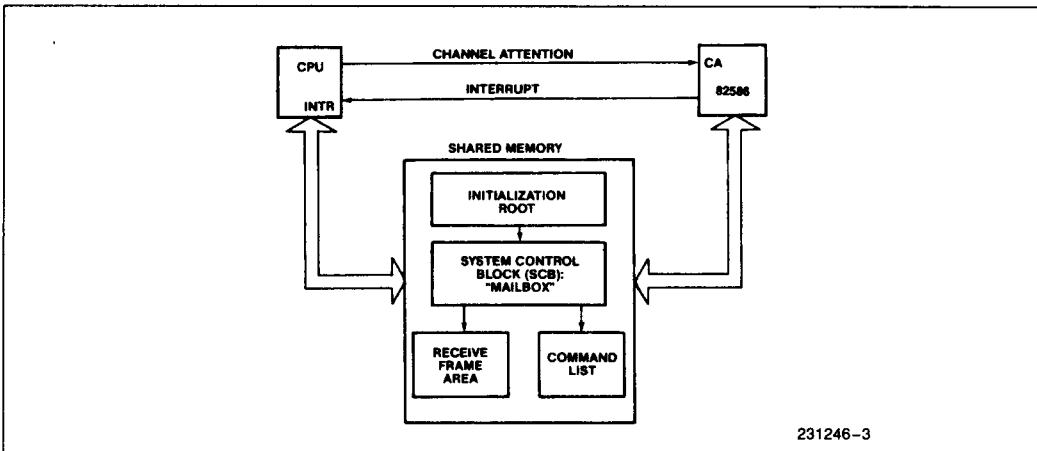 CHANNEL ATTENTION
CPU
CA
INTERRUPT
82586
INTR
SHARED MEMORY
INITIALIZATION
ROOT
SYSTEM CONTROL
BLOCK (SCB):
"MAILBOX"
RECEIVE
FRAME
AREA
COMMAND
LIST
231246-3